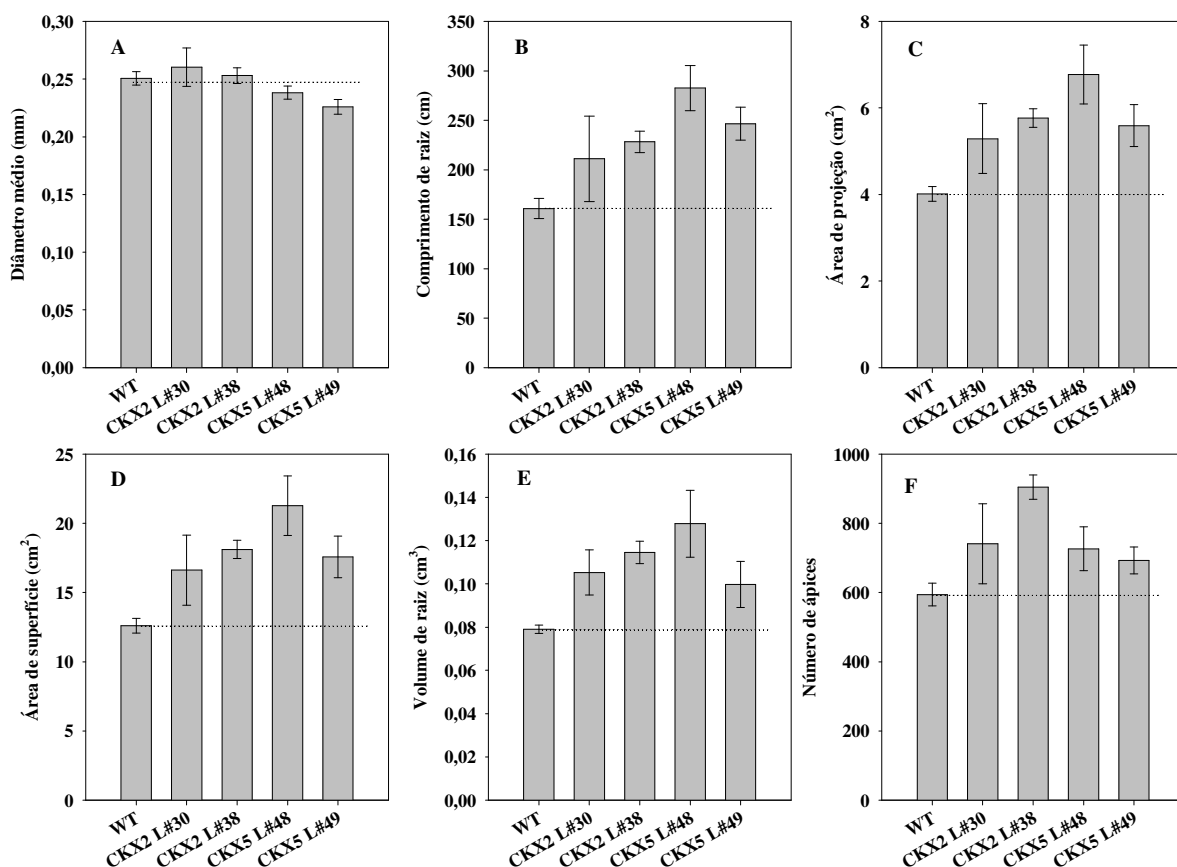 A
Diâmetro médio (mm)
0,30
0,25
0,20
0,15
0,10
0,05
0,00
WT
CKX2 L#30
CKX2 L#38
CKX5 L#48
CKX5 L#49
B
Comprimento de raiz (cm)
350
300
250
200
150
100
50
0
WT
CKX2 L#30
CKX2 L#38
CKX5 L#48
CKX5 L#49
C
Área de projeção (cm²)
8
6
4
2
0
WT
CKX2 L#30
CKX2 L#38
CKX5 L#48
CKX5 L#49
D
Área de superfície (cm²)
25
20
15
10
5
0
WT
CKX2 L#30
CKX2 L#38
CKX5 L#48
CKX5 L#49
E
Volume de raiz (cm³)
0,16
0,14
0,12
0,10
0,08
0,06
0,04
0,02
0,00
WT
CKX2 L#30
CKX2 L#38
CKX5 L#48
CKX5 L#49
F
Número de ápices
1000
800
600
400
200
0
WT
CKX2 L#30
CKX2 L#38
CKX5 L#48
CKX5 L#49